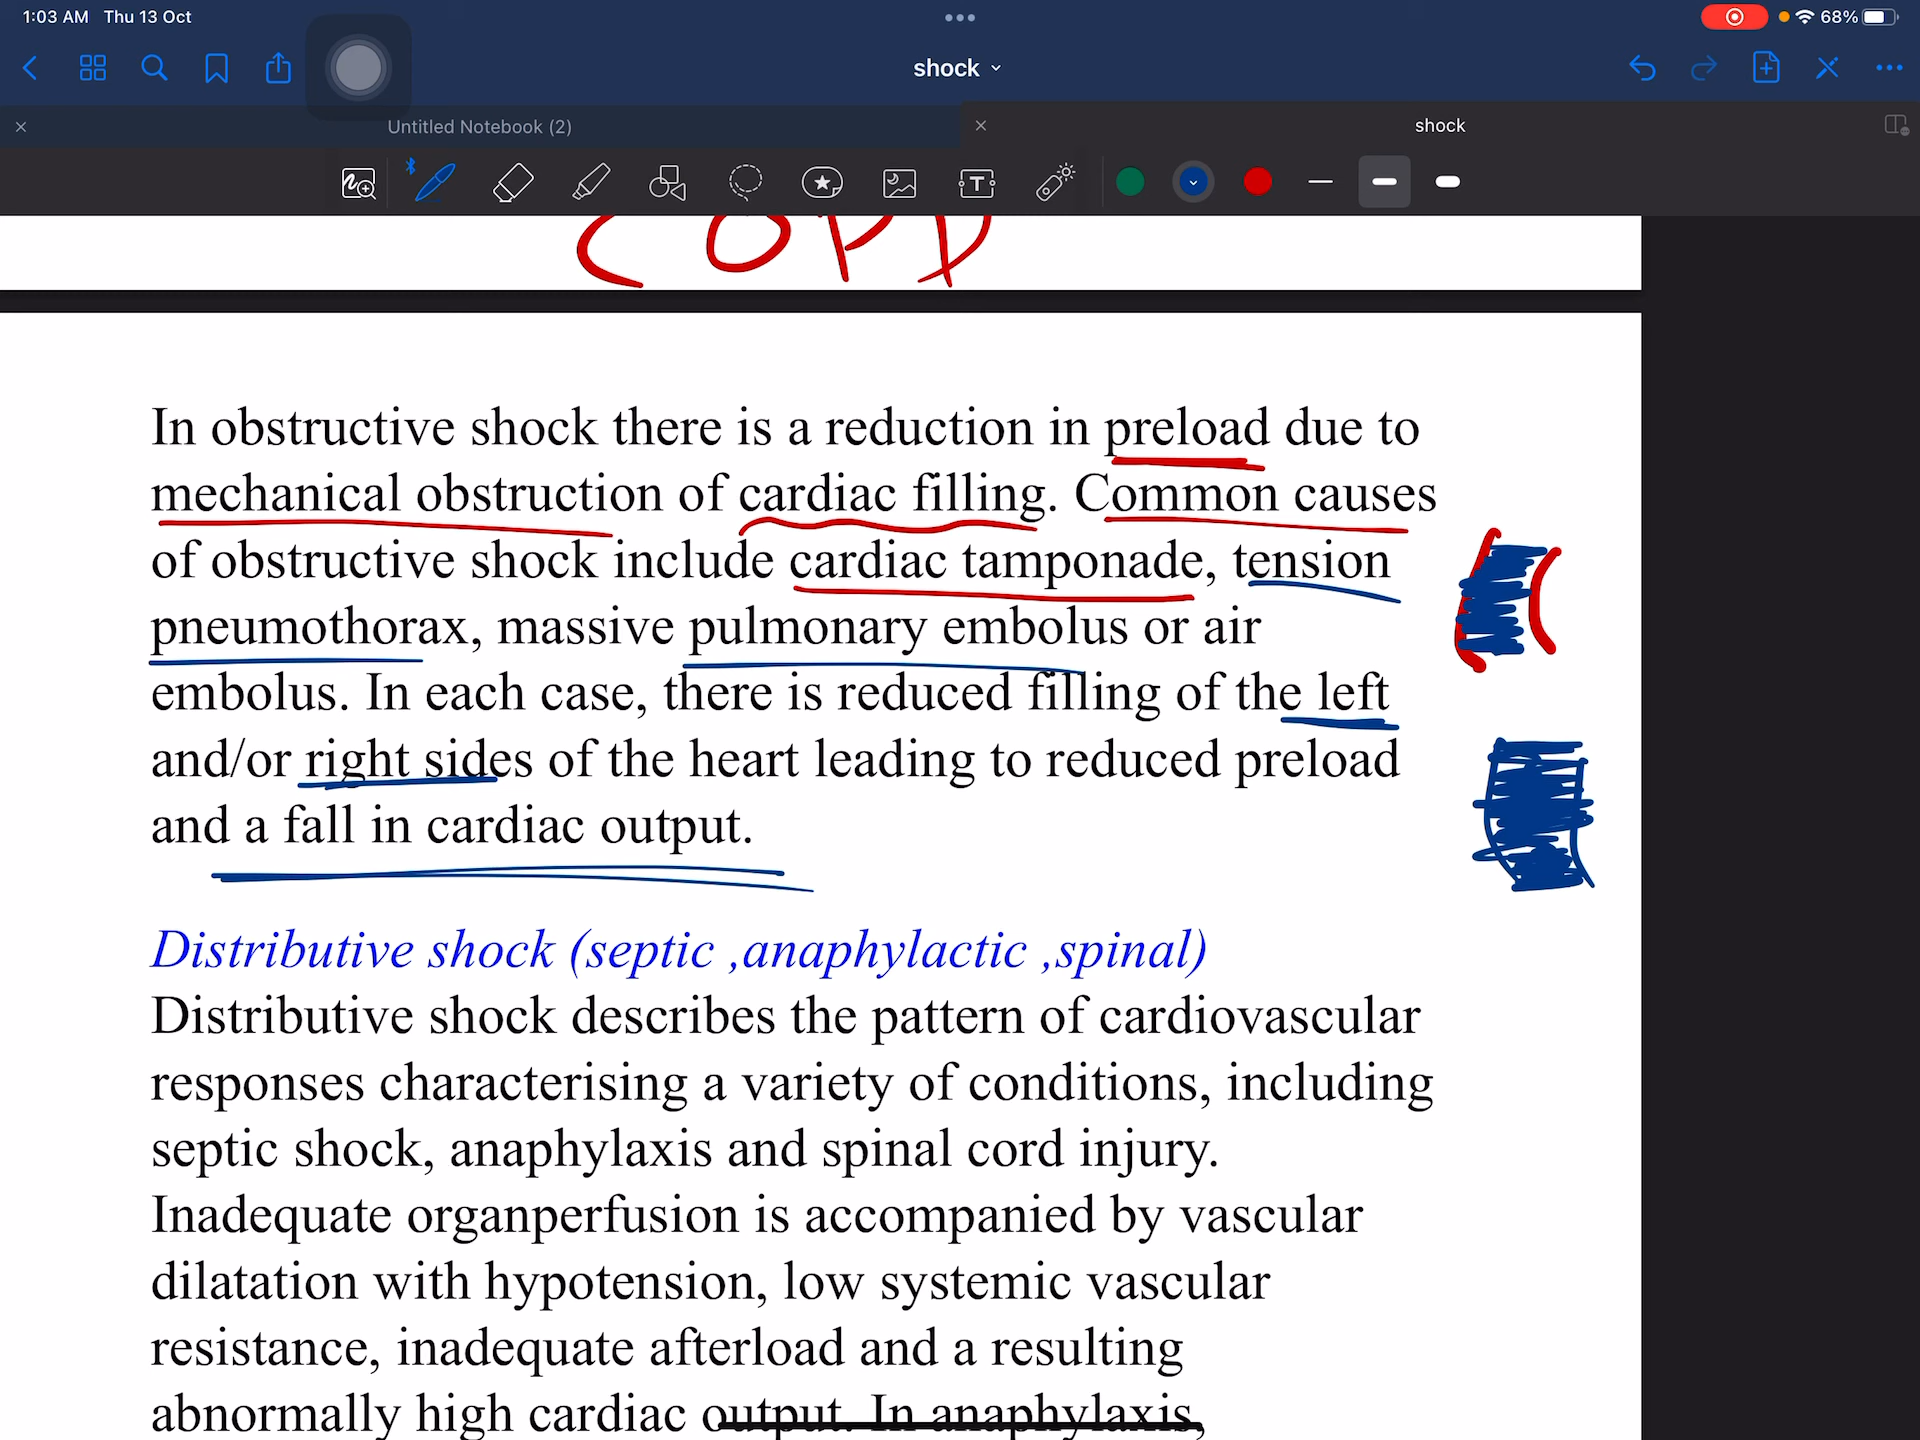 1:03 AM Thu 13 Oct
68%
shock
Untitled Notebook (2)
shock
COPD
In obstructive shock there is a reduction in preload due to
mechanical obstruction of cardiac filling. Common causes
of obstructive shock include cardiac tamponade, tension
pneumothorax, massive pulmonary embolus or air
embolus. In each case, there is reduced filling of the left
and/or right sides of the heart leading to reduced preload
and a fall in cardiac output.
Distributive shock (septic ,anaphylactic ,spinal)
Distributive shock describes the pattern of cardiovascular
responses characterising a variety of conditions, including
septic shock, anaphylaxis and spinal cord injury.
Inadequate organperfusion is accompanied by vascular
dilatation with hypotension, low systemic vascular
resistance, inadequate afterload and a resulting
abnormally high cardiac output. In anaphylaxis,